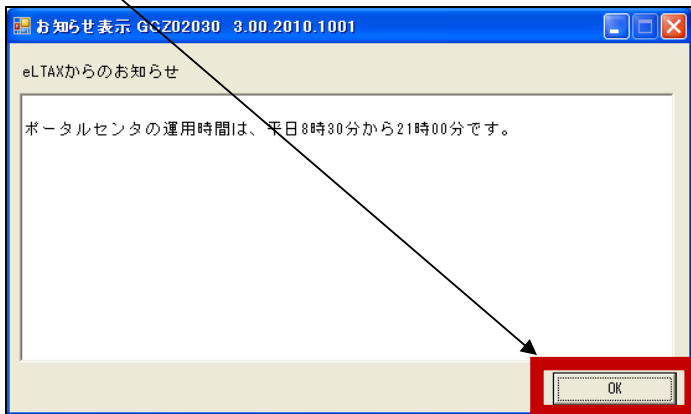 お知らせ表示 GCZ02030 3.00.2010.1001
eLTAXからのお知らせ
ポータルセンタの運用時間は、平日8時30分から21時00分です。
OK